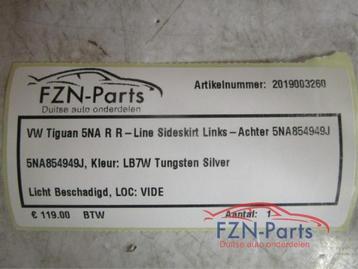 FZN-Parts
Duitse auto onderdelen
Artikelnummer: 2019003260
VW Tiguan 5NA R R-Line Sideskirt Links-Achter 5NA854949J
5NA854949J, Kleur: LB7W Tungsten Silver
Licht Beschadigd, LOC: VIDE
€ 119.00 BTW
Aantal: 1
FZN-Parts
Duitse auto onderdelen